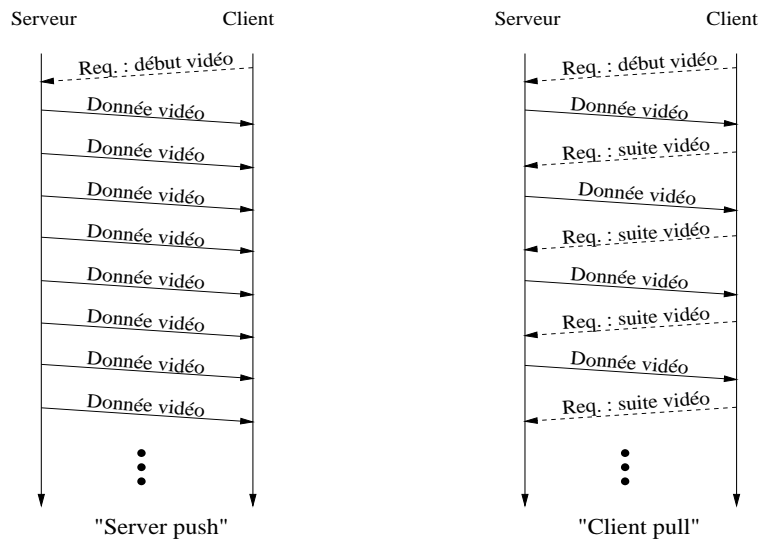 Serveur Client
Req. : début vidéo
Donnée vidéo
Donnée vidéo
Donnée vidéo
Donnée vidéo
Donnée vidéo
Donnée vidéo
Donnée vidéo
Donnée vidéo
"Server push"
Serveur Client
Req. : début vidéo
Donnée vidéo
Req. : suite vidéo
Donnée vidéo
Req. : suite vidéo
Donnée vidéo
Req. : suite vidéo
Donnée vidéo
Req. : suite vidéo
"Client pull"